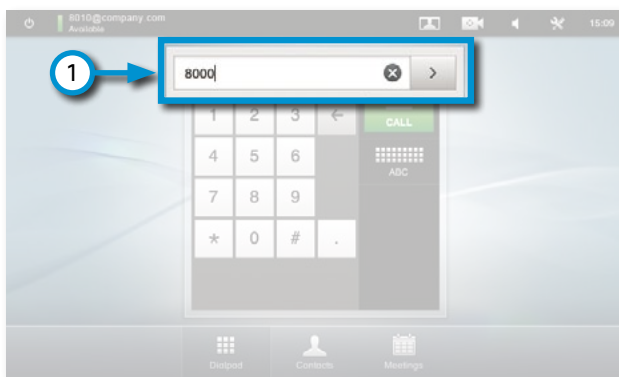 8010@company.com
Available
15:09
1
8000
1 2 3
CALL
4 5 6
ABC
7 8 9
* 0 # .
Dialpad Contacts Meetings